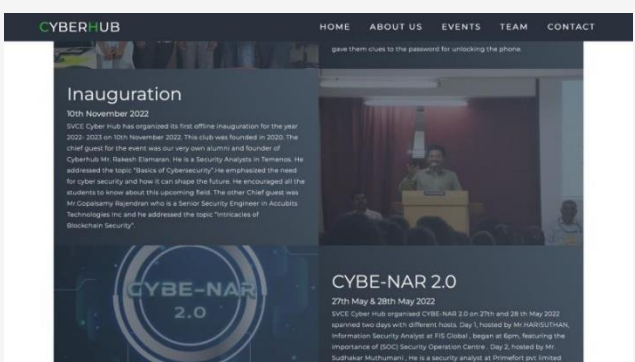 CYBERHUB
HOME ABOUT US EVENTS TEAM CONTACT
gave them clues to the password for unlocking the phone.
Inauguration
10th November 2022
SVCE Cyber Hub has organized its first offline inauguration for the year
2022- 2023 on 10th November 2022. This club was founded in 2020. The
chief guest for the event was our very own alumni and founder of
Cyberhub Mr. Rakesh Elamaran. He is a Security Analysts in Temenos. He
addressed the topic "Basics of Cybersecurity".He emphasized the need
for cyber security and how it can shape the future. He encouraged all the
students to know about this upcoming field. The other Chief guest was
Mr.Gopalsamy Rajendran who is a Senior Security Engineer in Accubits
Technologies Inc and he addressed the topic "Intricacies of
Blockchain Security".
CYBE-NAR
2.0
CYBE-NAR 2.0
27th May & 28th May 2022
SVCE Cyber Hub organised CYBE-NAR 2.0 on 27th and 28 th May 2022
spanned two days with different hosts. Day 1, hosted by Mr.HARISUTHAN,
Information Security Analyst at FIS Global , began at 6pm, featuring the
importance of (SOC) Security Operation Centre . Day 2, hosted by Mr.
Sudhakar Muthumani , He is a security analyst at Primefort pvt limited